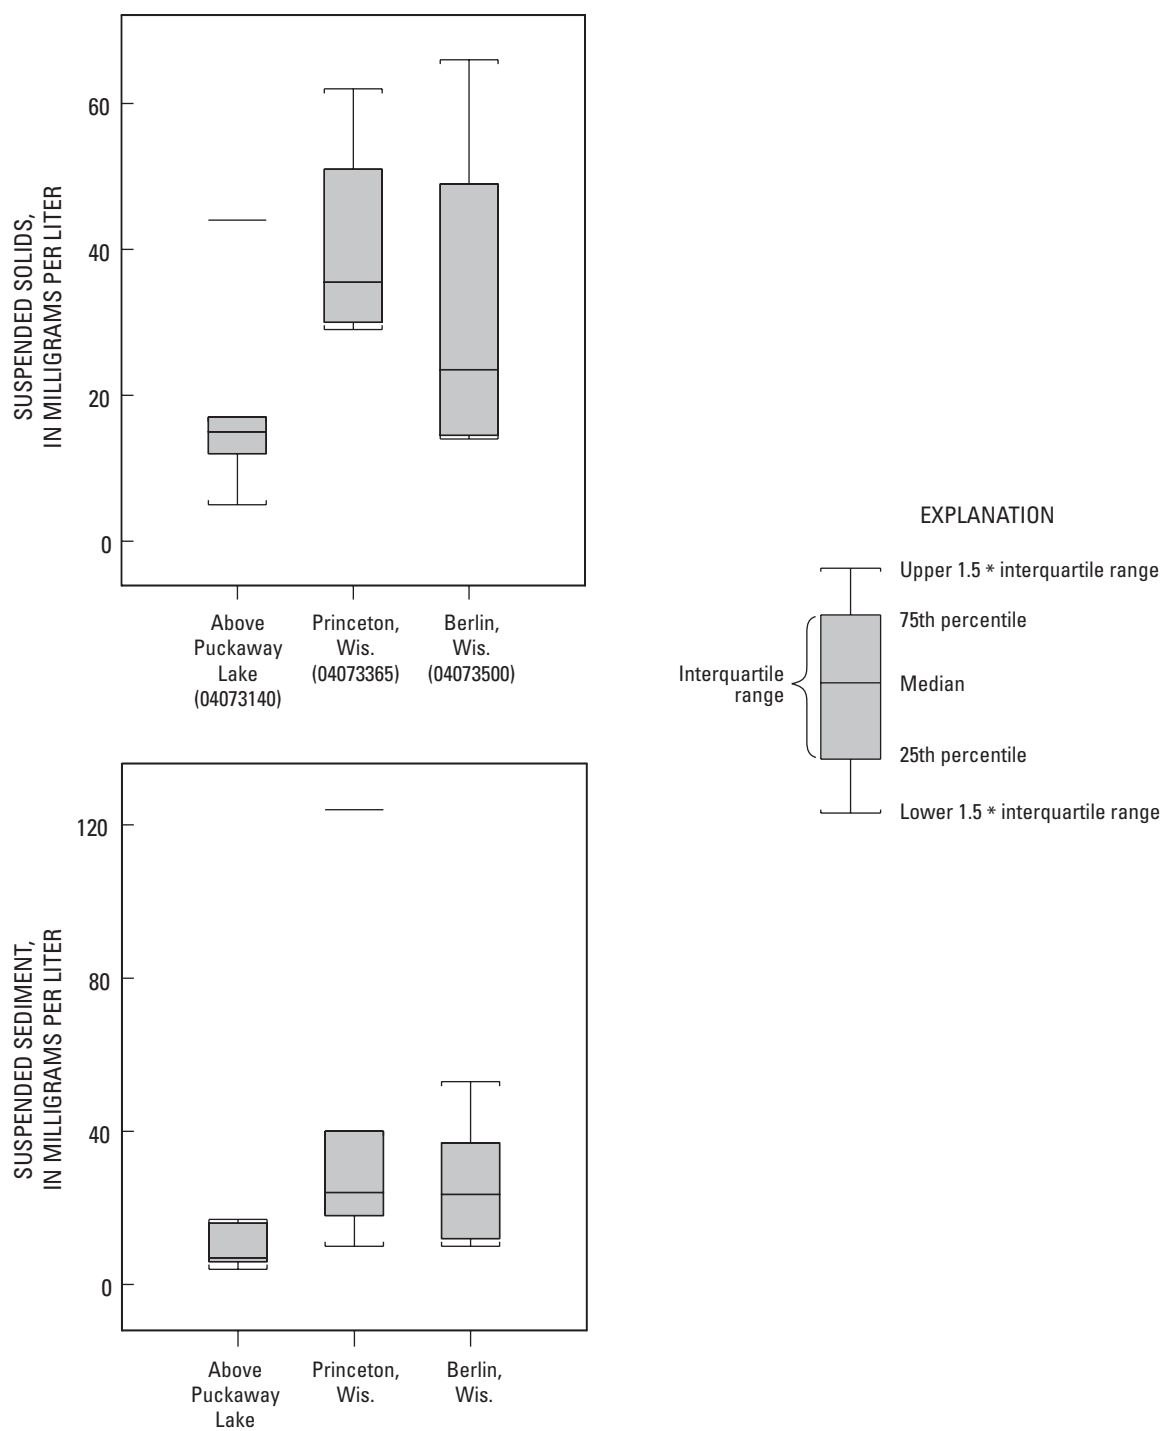 SUSPENDED SOLIDS,
IN MILLIGRAMS PER LITER
60
40
20
0
Above
Puckaway
Lake
(04073140)
Princeton,
Wis.
(04073365)
Berlin,
Wis.
(04073500)
EXPLANATION
Upper 1.5 * interquartile range
75th percentile
Interquartile
range
Median
25th percentile
Lower 1.5 * interquartile range
SUSPENDED SEDIMENT,
IN MILLIGRAMS PER LITER
120
80
40
0
Above
Puckaway
Lake
Princeton,
Wis.
Berlin,
Wis.